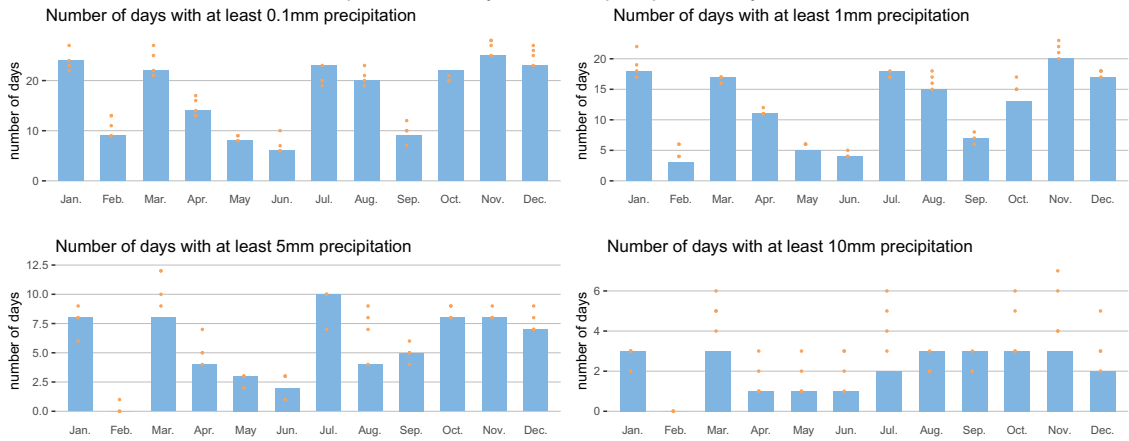 Number of days with at least 0.1mm precipitation
number of days
20
10
0
Jan. Feb. Mar. Apr. May Jun. Jul. Aug. Sep. Oct. Nov. Dec.
Number of days with at least 1mm precipitation
number of days
20
15
10
5
0
Jan. Feb. Mar. Apr. May Jun. Jul. Aug. Sep. Oct. Nov. Dec.
Number of days with at least 5mm precipitation
number of days
12.5
10.0
7.5
5.0
2.5
0.0
Jan. Feb. Mar. Apr. May Jun. Jul. Aug. Sep. Oct. Nov. Dec.
Number of days with at least 10mm precipitation
number of days
6
4
2
0
Jan. Feb. Mar. Apr. May Jun. Jul. Aug. Sep. Oct. Nov. Dec.